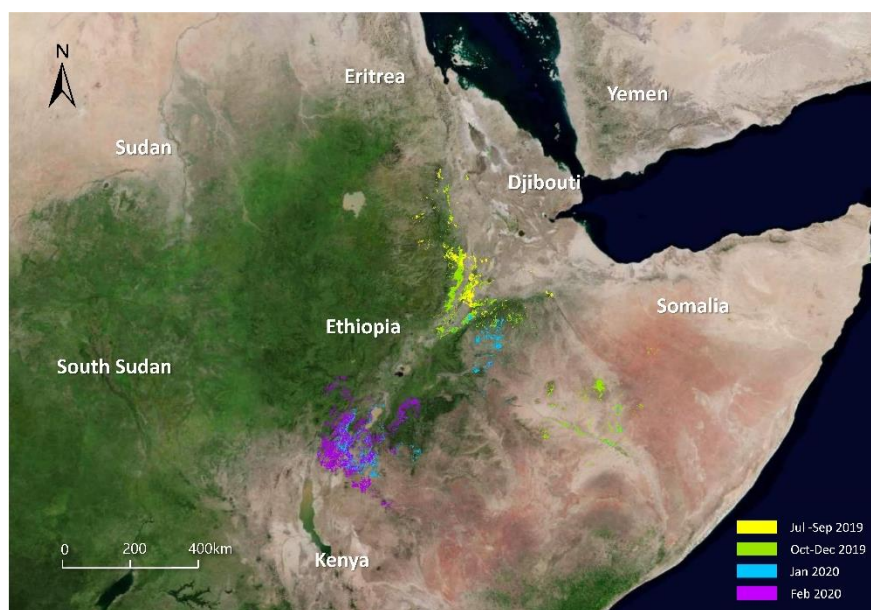 N
Eritrea
Yemen
Sudan
Djibouti
Somalia
Ethiopia
South Sudan
Kenya
0 200 400km
Jul -Sep 2019
Oct-Dec 2019
Jan 2020
Feb 2020